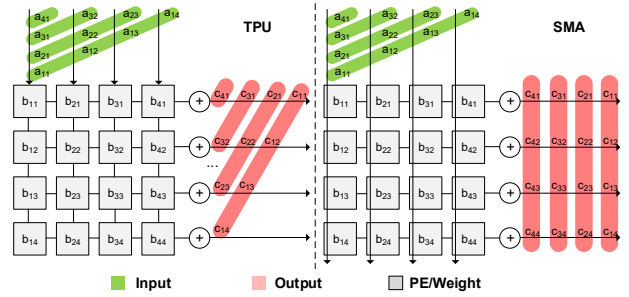 TPU
a₄₁ a₃₂ a₂₃ a₁₄
a₃₁ a₂₂ a₁₃
a₂₁ a₁₂
a₁₁
b₁₁ b₂₁ b₃₁ b₄₁ + c₄₁ c₃₁ c₂₁ c₁₁
b₁₂ b₂₂ b₃₂ b₄₂ + c₃₂ c₂₂ c₁₂
...
b₁₃ b₂₃ b₃₃ b₄₃ + c₂₃ c₁₃
b₁₄ b₂₄ b₃₄ b₄₄ + c₁₄
SMA
a₄₁ a₃₂ a₂₃ a₁₄
a₃₁ a₂₂ a₁₃
a₂₁ a₁₂
a₁₁
b₁₁ b₂₁ b₃₁ b₄₁ + c₄₁ c₃₁ c₂₁ c₁₁
b₁₂ b₂₂ b₃₂ b₄₂ + c₄₂ c₃₂ c₂₂ c₁₂
b₁₃ b₂₃ b₃₃ b₄₃ + c₄₃ c₃₃ c₂₃ c₁₃
b₁₄ b₂₄ b₃₄ b₄₄ + c₄₄ c₃₄ c₂₄ c₁₄
Input Output PE/Weight